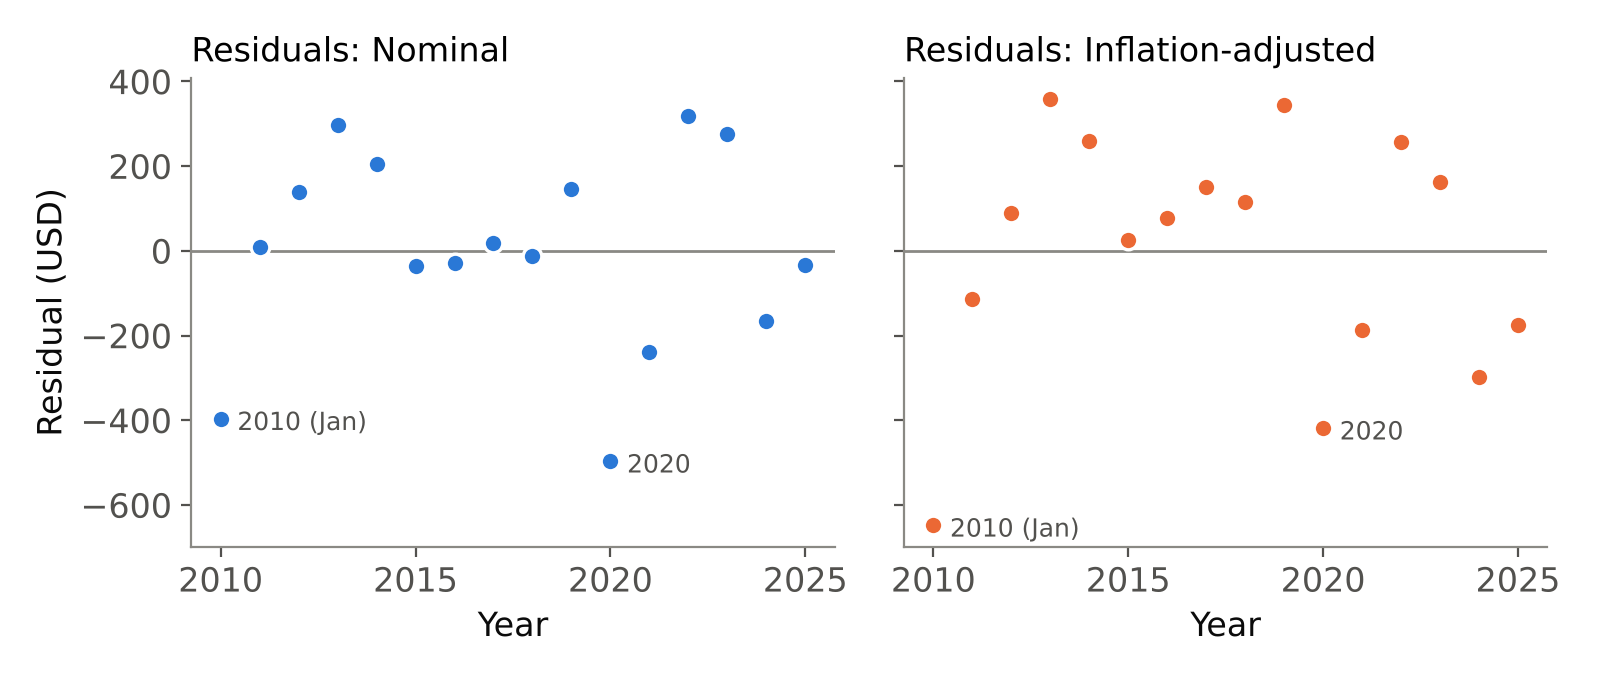 Residuals: Nominal
Residuals: Inflation-adjusted
Residual (USD)
400
200
0
−200
−400
−600
2010 (Jan)
2020
2010 (Jan)
2020
2010 2015 2020 2025
2010 2015 2020 2025
Year
Year